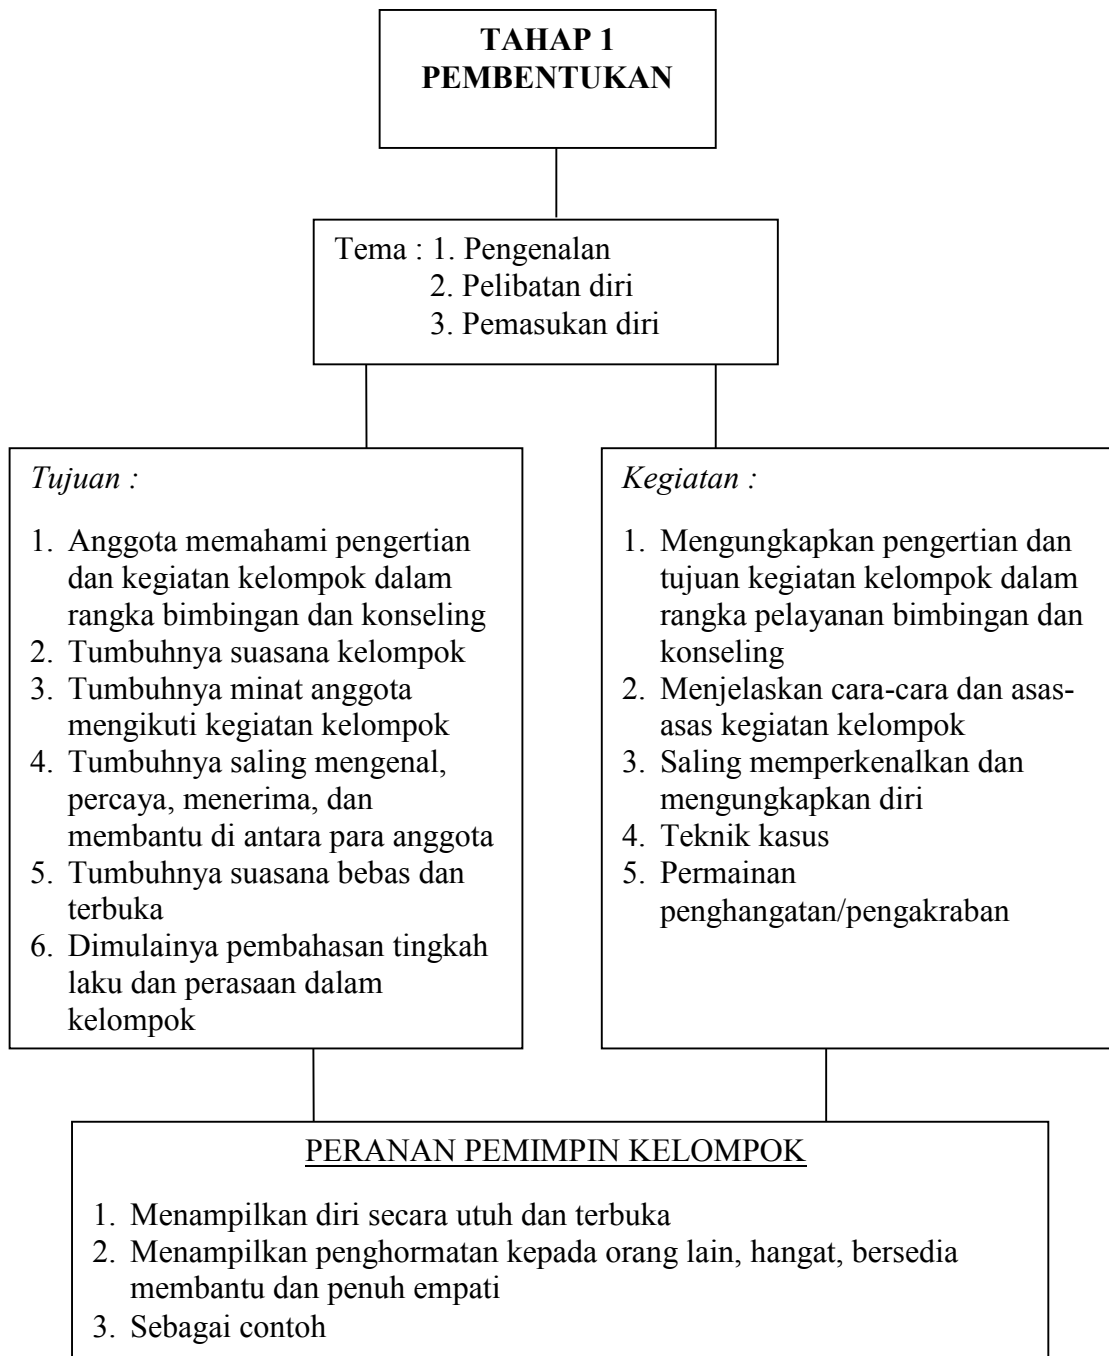 TAHAP 1
PEMBENTUKAN
Tema : 1. Pengenalan
2. Pelibatan diri
3. Pemasukan diri
Tujuan :
1. Anggota memahami pengertian
dan kegiatan kelompok dalam
rangka bimbingan dan konseling
2. Tumbuhnya suasana kelompok
3. Tumbuhnya minat anggota
mengikuti kegiatan kelompok
4. Tumbuhnya saling mengenal,
percaya, menerima, dan
membantu di antara para anggota
5. Tumbuhnya suasana bebas dan
terbuka
6. Dimulainya pembahasan tingkah
laku dan perasaan dalam
kelompok
Kegiatan :
1. Mengungkapkan pengertian dan
tujuan kegiatan kelompok dalam
rangka pelayanan bimbingan dan
konseling
2. Menjelaskan cara-cara dan asas-
asas kegiatan kelompok
3. Saling memperkenalkan dan
mengungkapkan diri
4. Teknik kasus
5. Permainan
penghangatan/pengakraban
PERANAN PEMIMPIN KELOMPOK
1. Menampilkan diri secara utuh dan terbuka
2. Menampilkan penghormatan kepada orang lain, hangat, bersedia
membantu dan penuh empati
3. Sebagai contoh